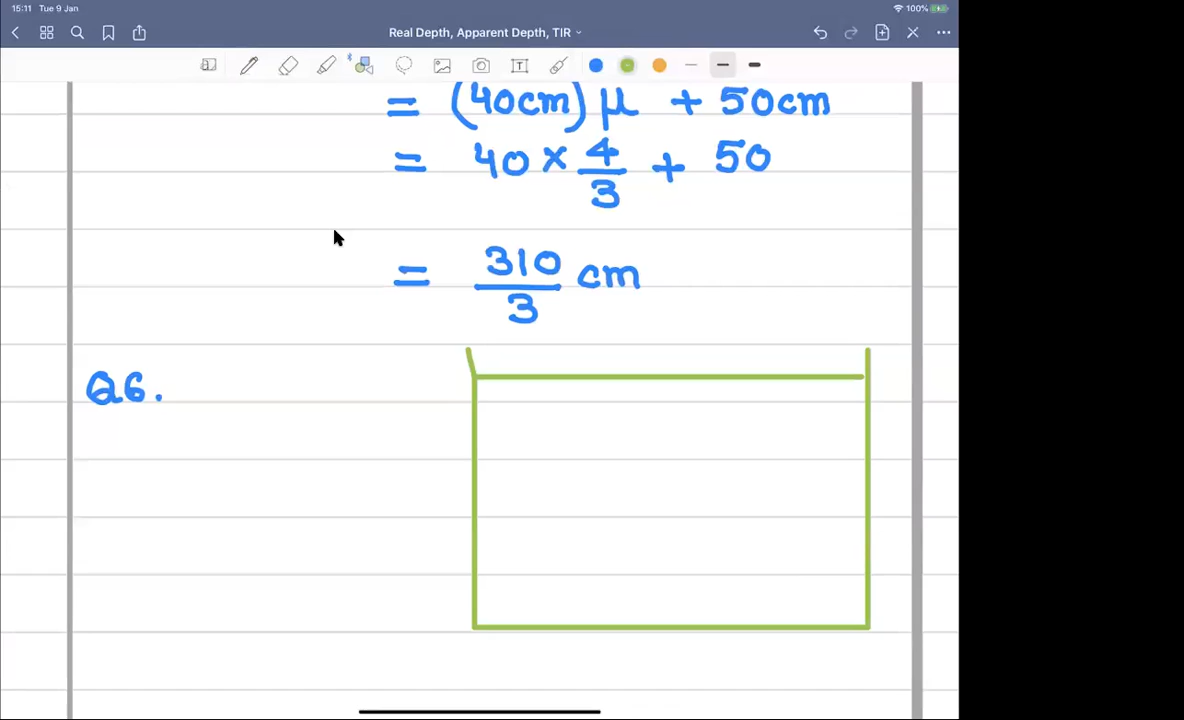 15:11 Tue 9 Jan 100%
Real Depth, Apparent Depth, TIR
= (40cm) μ + 50cm
= 40 × 4/3 + 50
= 310/3 cm
Q6.